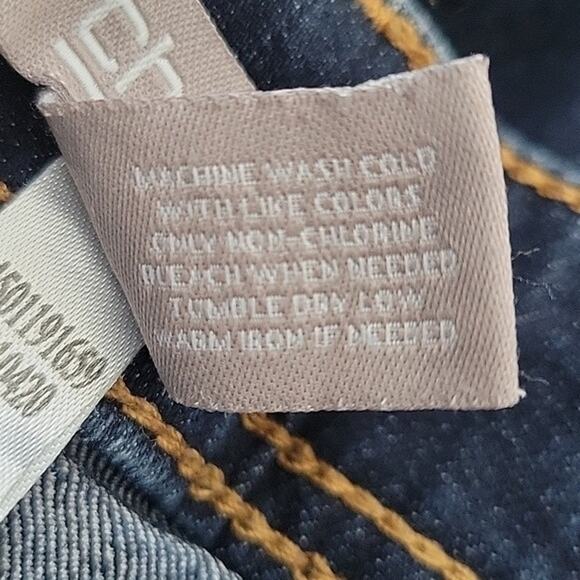 MACHINE WASH COLD
WITH LIKE COLORS
ONLY NON-CHLORINE
BLEACH WHEN NEEDED
TUMBLE DRY LOW
WARM IRON IF NEEDED